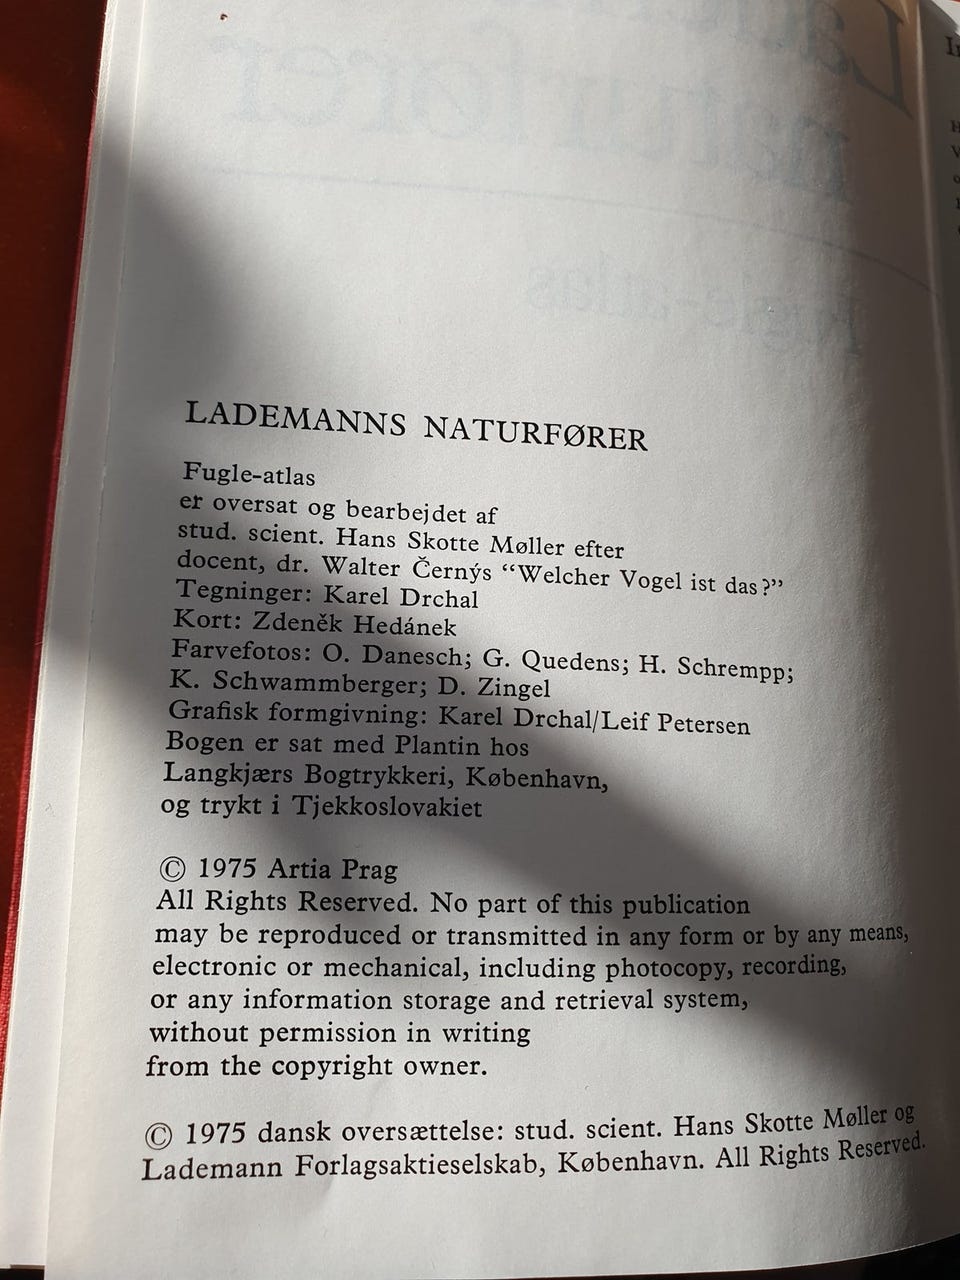 LADEMANNS NATURFØRER
Fugle-atlas
er oversat og bearbejdet af
stud. scient. Hans Skotte Møller efter
docent, dr. Walter Černýs “Welcher Vogel ist das?”
Tegninger: Karel Drchal
Kort: Zdeněk Hedánek
Farvefotos: O. Danesch; G. Quedens; H. Schrempp;
K. Schwammberger; D. Zingel
Grafisk formgivning: Karel Drchal/Leif Petersen
Bogen er sat med Plantin hos
Langkjærs Bogtrykkeri, København,
og trykt i Tjekkoslovakiet
© 1975 Artia Prag
All Rights Reserved. No part of this publication
may be reproduced or transmitted in any form or by any means,
electronic or mechanical, including photocopy, recording,
or any information storage and retrieval system,
without permission in writing
from the copyright owner.
© 1975 dansk oversættelse: stud. scient. Hans Skotte Møller og
Lademann Forlagsaktieselskab, København. All Rights Reserved.